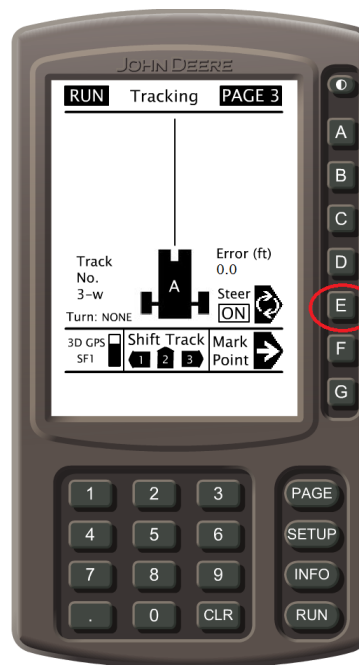 JOHN DEERE
RUN Tracking PAGE 3
A
B
C
D
E
F
G
Track
No.
3-w
Error (ft)
0.0
A
Steer
ON
Turn: NONE
3D GPS
SF1
Shift Track
1 2 3
Mark
Point
1 2 3 PAGE
4 5 6 SETUP
7 8 9 INFO
. 0 CLR RUN